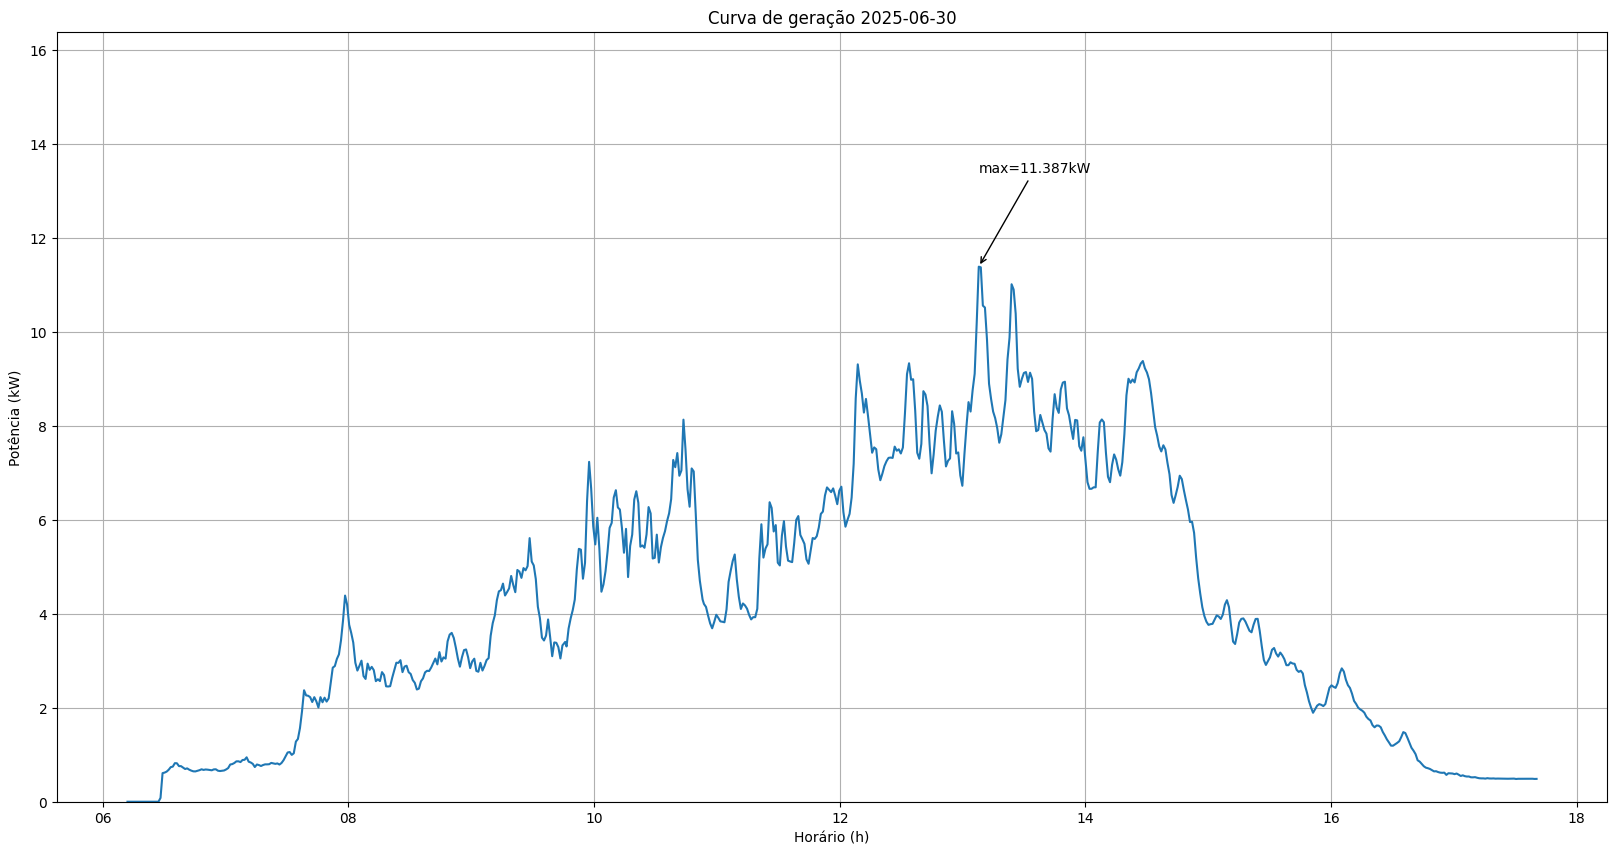 Curva de geração 2025-06-30
16
14
max=11.387kW
12
10
8
6
4
2
0
Potência (kW)
06 08 10 12 14 16 18
Horário (h)